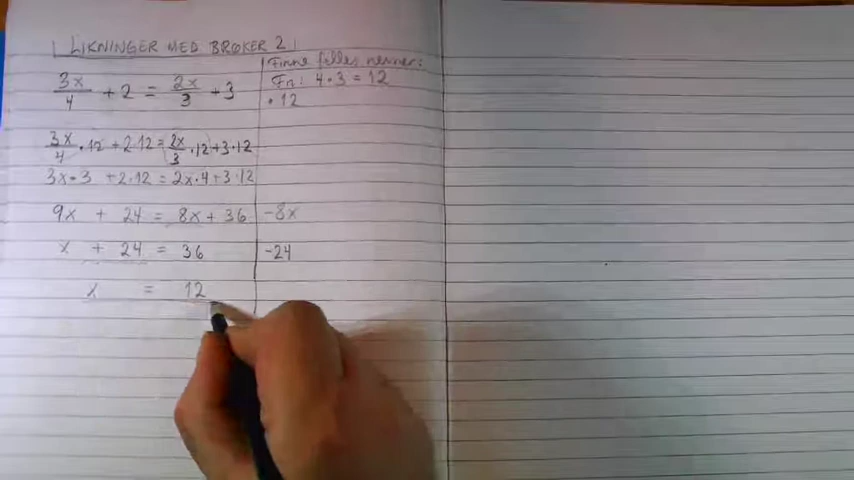 LIKNINGER MED BRØKER 2
Finne felles nevner:
3x/4 + 2 = 2x/3 + 3
Fn: 4·3 = 12
·12
3x/4 ·12 + 2·12 = 2x/3 ·12 + 3·12
3x·3 + 2·12 = 2x·4 + 3·12
9x + 24 = 8x + 36
-8x
x + 24 = 36
-24
x = 12